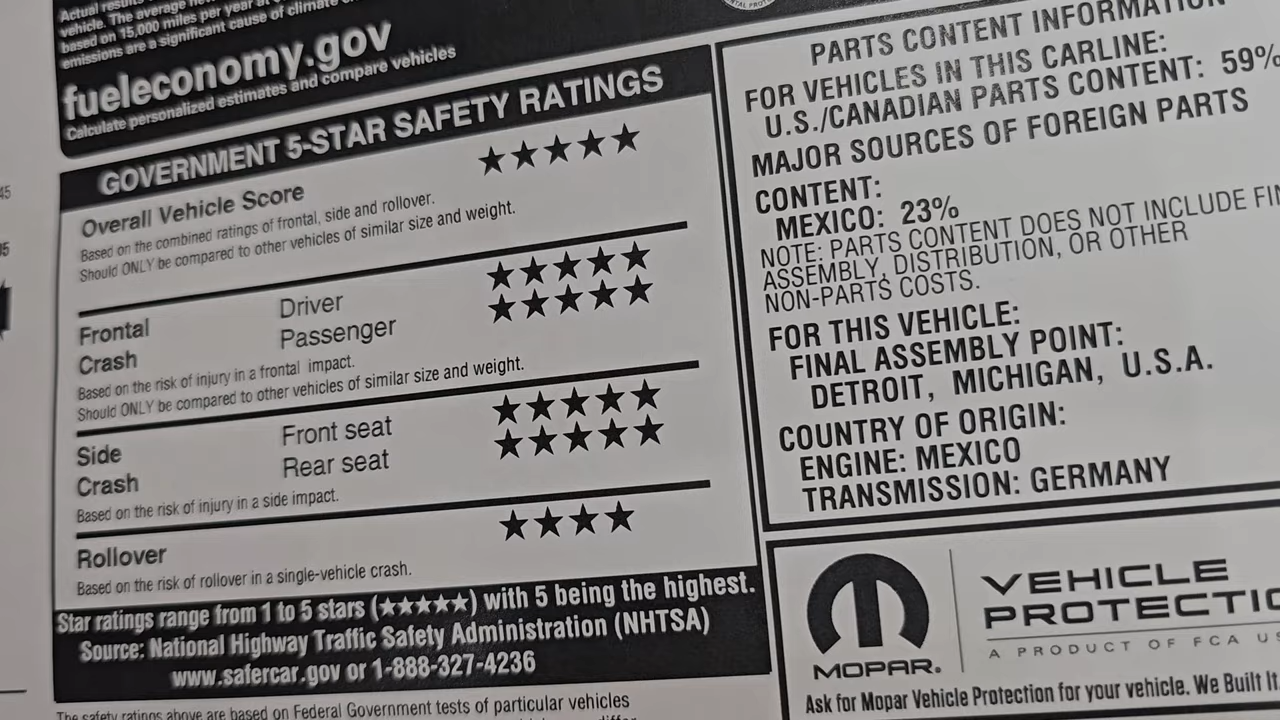 Actual results
vehicle. The average new
based on 15,000 miles per year at
emissions are a significant cause of climate
fueleconomy.gov
Calculate personalized estimates and compare vehicles
GOVERNMENT 5-STAR SAFETY RATINGS
Overall Vehicle Score ★★★★★
Based on the combined ratings of frontal, side and rollover.
Should ONLY be compared to other vehicles of similar size and weight.
Frontal Driver ★★★★★
Crash Passenger ★★★★★
Based on the risk of injury in a frontal impact.
Should ONLY be compared to other vehicles of similar size and weight.
Side Front seat ★★★★★
Crash Rear seat ★★★★★
Based on the risk of injury in a side impact.
Rollover ★★★★
Based on the risk of rollover in a single-vehicle crash.
Star ratings range from 1 to 5 stars (★★★★★) with 5 being the highest.
Source: National Highway Traffic Safety Administration (NHTSA)
www.safercar.gov or 1-888-327-4236
The safety ratings above are based on Federal Government tests of particular vehicles
PARTS CONTENT INFORMATION
FOR VEHICLES IN THIS CARLINE:
U.S./CANADIAN PARTS CONTENT: 59%
MAJOR SOURCES OF FOREIGN PARTS
CONTENT:
MEXICO: 23%
NOTE: PARTS CONTENT DOES NOT INCLUDE FI
ASSEMBLY, DISTRIBUTION, OR OTHER
NON-PARTS COSTS.
FOR THIS VEHICLE:
FINAL ASSEMBLY POINT:
DETROIT, MICHIGAN, U.S.A.
COUNTRY OF ORIGIN:
ENGINE: MEXICO
TRANSMISSION: GERMANY
MOPAR.
VEHICLE
PROTECTIO
A PRODUCT OF FCA US
Ask for Mopar Vehicle Protection for your vehicle. We Built It.